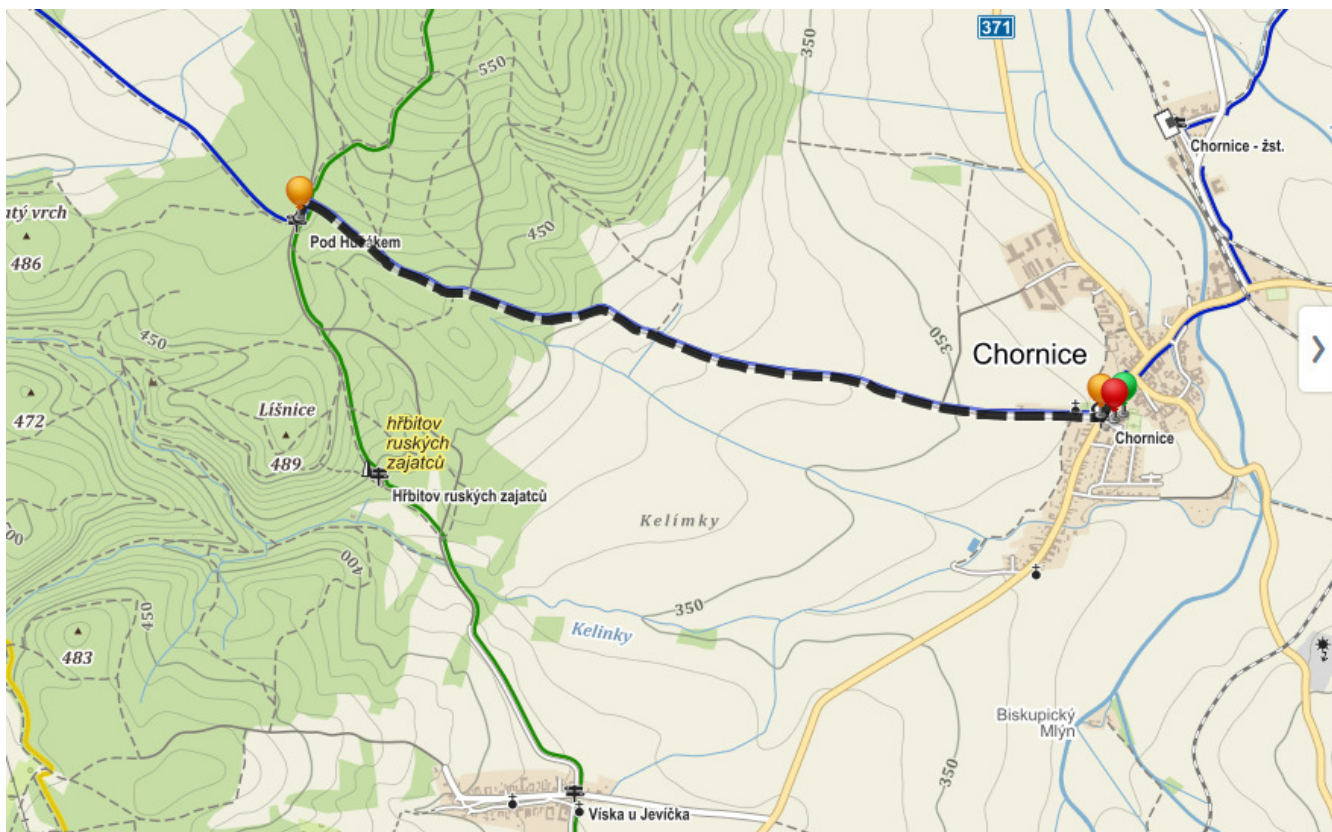 371
350
550
Chornice - žst.
atý vrch
486
Pod Hušákem
450
450
350
Chornice
472
Líšnice
489
hřbitov
ruských
zajatců
Chornice
Hřbitov ruských zajatců
Kelímky
400
350
450
Kelinky
483
Biskupický
Mlýn
350
Víska u Jevíčka